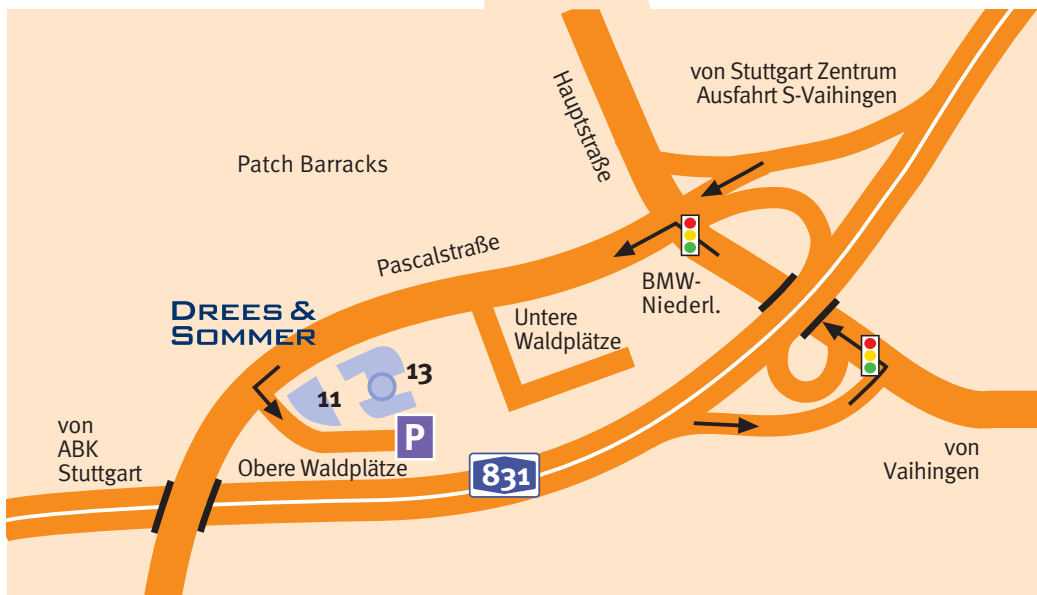 von Stuttgart Zentrum
Ausfahrt S-Vaihingen
Hauptstraße
Patch Barracks
Pascalstraße
BMW-
Niederl.
DREES &
SOMMER
Untere
Waldplätze
13
11
P
von
ABK
Stuttgart
Obere Waldplätze
831
von
Vaihingen